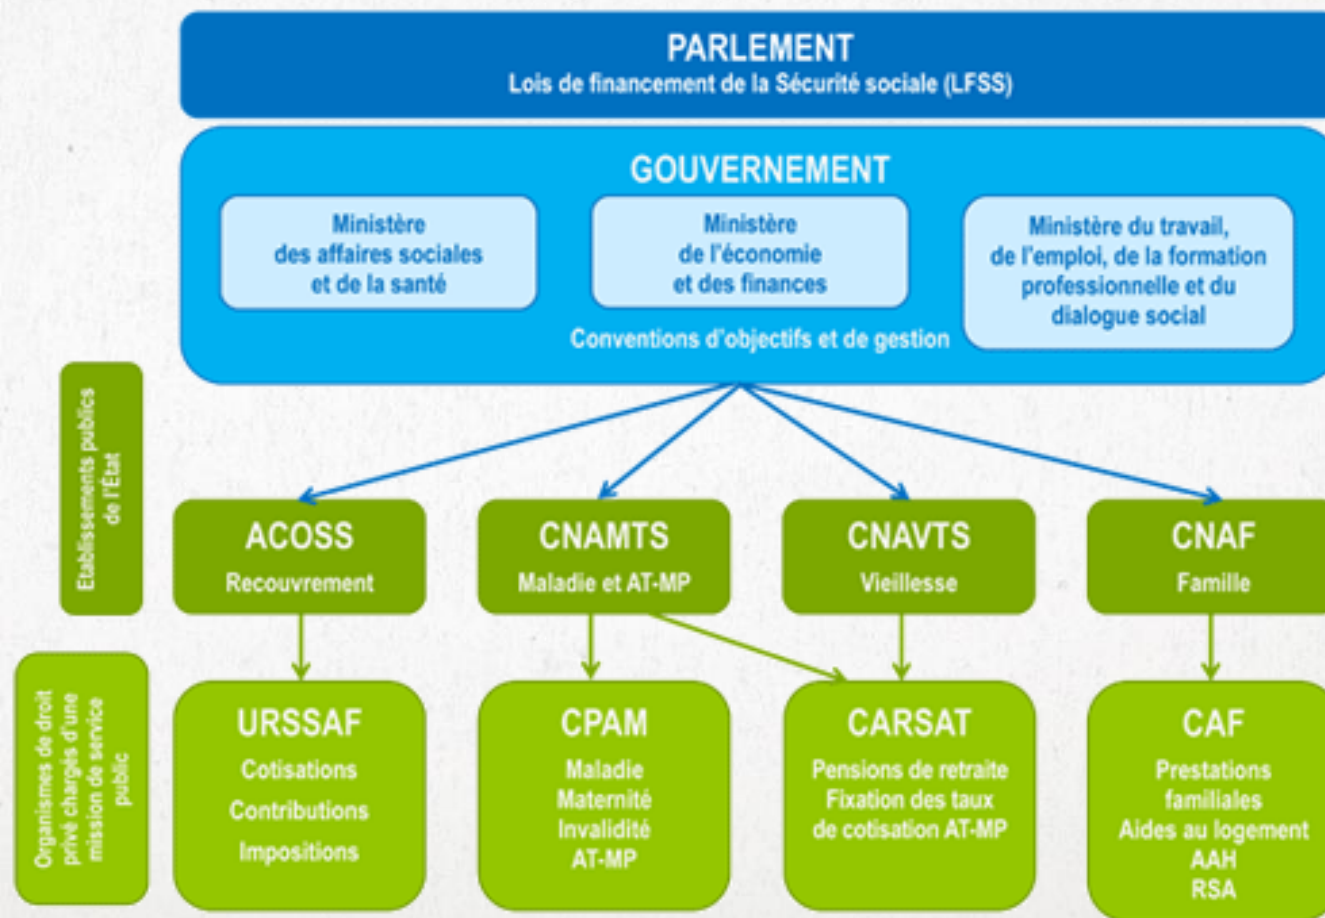 PARLEMENT
Lois de financement de la Sécurité sociale (LFSS)
GOUVERNEMENT
Ministère
des affaires sociales
et de la santé
Ministère
de l'économie
et des finances
Ministère du travail,
de l'emploi, de la formation
professionnelle et du
dialogue social
Conventions d'objectifs et de gestion
Etablissements publics
de l'État
ACOSS
Recouvrement
CNAMTS
Maladie et AT-MP
CNAVTS
Vieillesse
CNAF
Famille
Organismes de droit
privé chargés d'une
mission de service
public
URSSAF
Cotisations
Contributions
Impositions
CPAM
Maladie
Maternité
Invalidité
AT-MP
CARSAT
Pensions de retraite
Fixation des taux
de cotisation AT-MP
CAF
Prestations
familiales
Aides au logement
AAH
RSA